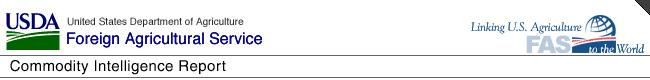 USDA
United States Department of Agriculture
Foreign Agricultural Service
Linking U.S. Agriculture
FAS
to the World
Commodity Intelligence Report